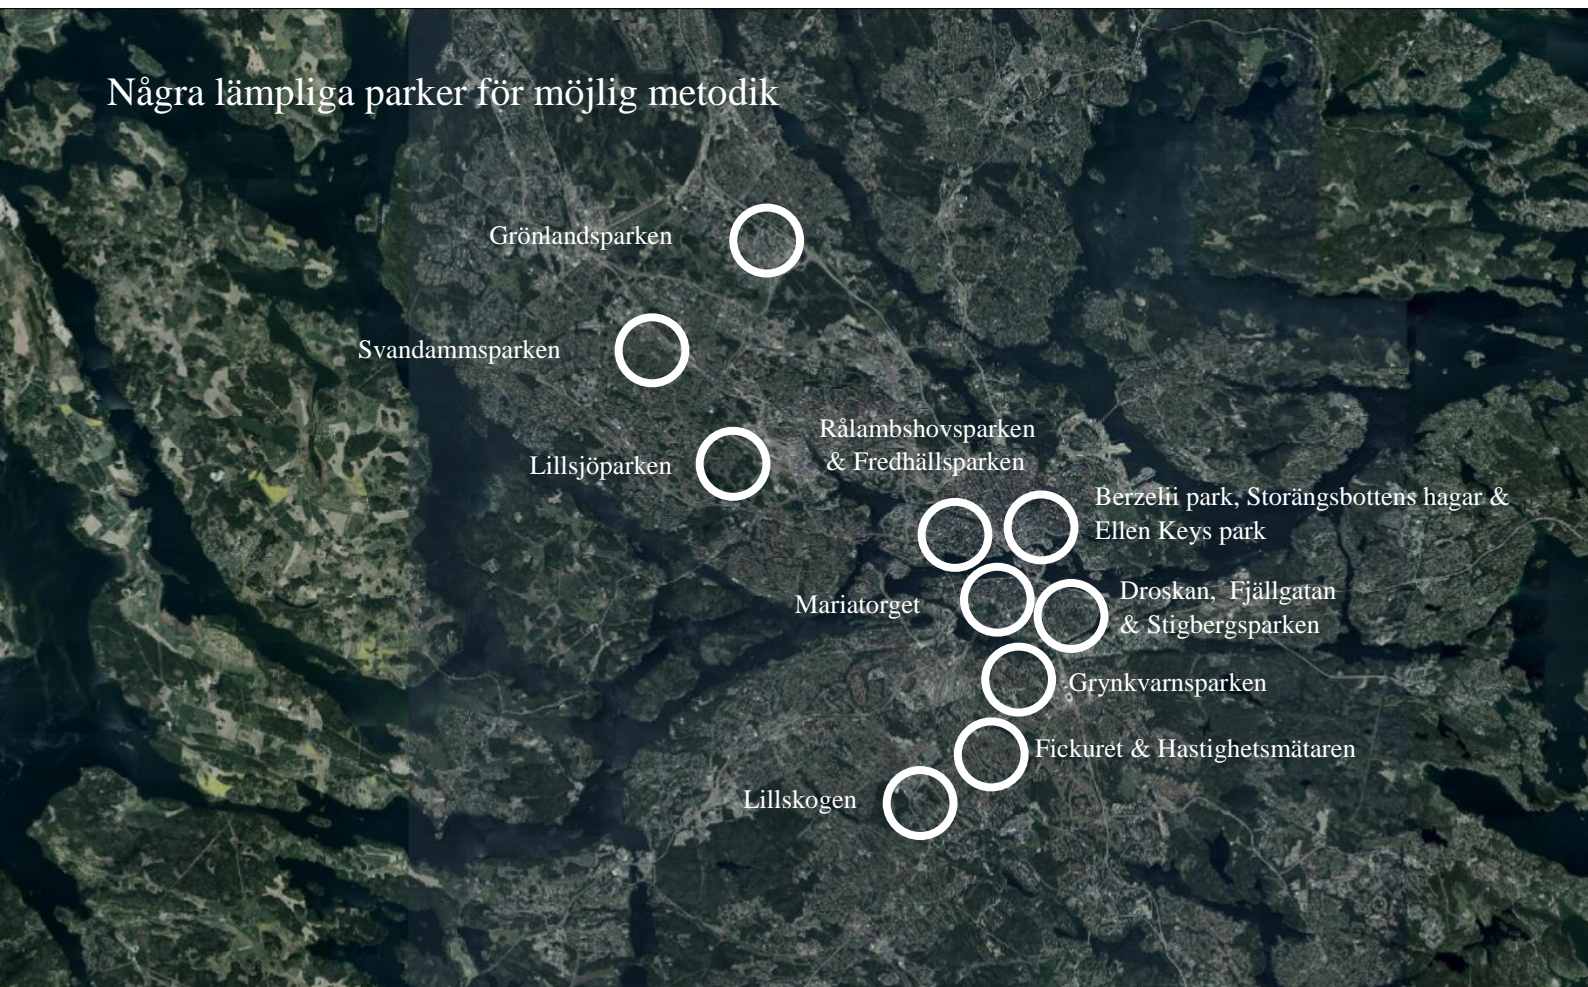 Några lämpliga parker för möjlig metodik
Grönlandsparken
Svandammsparken
Rålambshovsparken
& Fredhällsparken
Lillsjöparken
Berzelii park, Storängsbottens hagar &
Ellen Keys park
Mariatorget
Droskan, Fjällgatan
& Stigbergsparken
Grynkvarnsparken
Fickuret & Hastighetsmätaren
Lillskogen